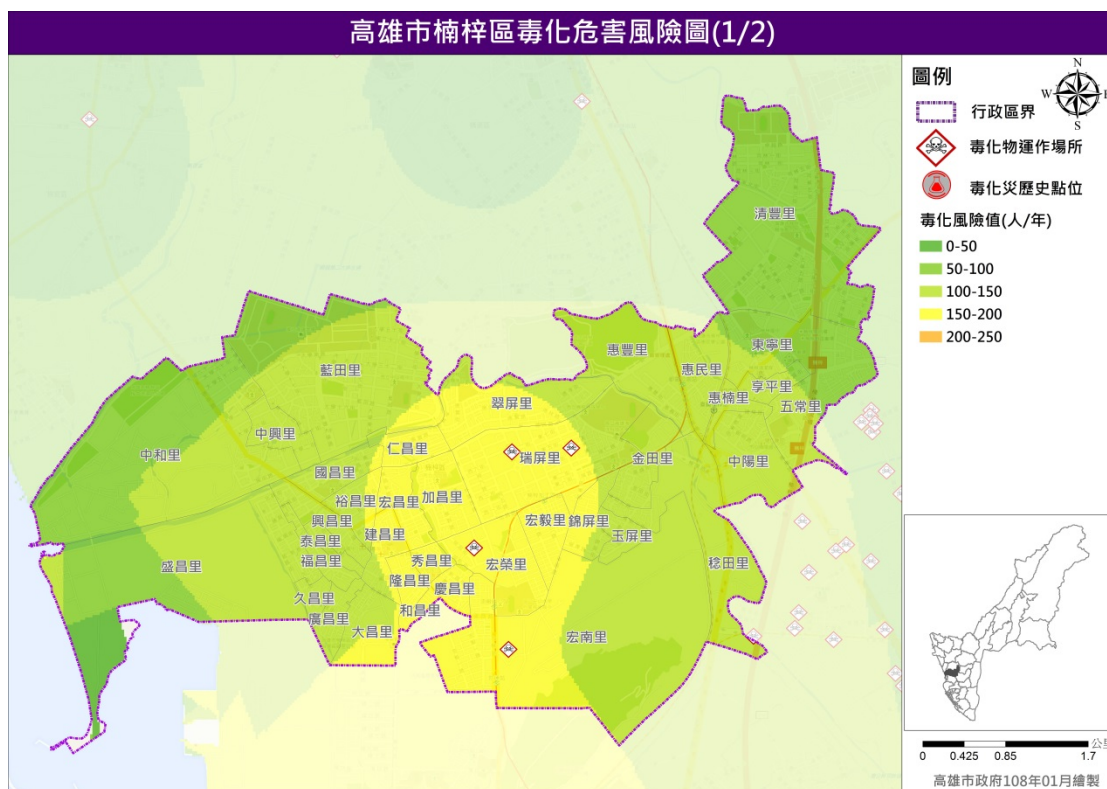 高雄市楠梓區毒化危害風險圖(1/2)
圖例
N
W
E
S
行政區界
毒化物運作場所
毒化災歷史點位
毒化風險值(人/年)
0-50
50-100
100-150
150-200
200-250
清豐里
東寧里
惠豐里
惠民里
享平里
惠楠里
五常里
藍田里
翠屏里
中興里
仁昌里
中和里
瑞屏里
金田里
中陽里
國昌里
裕昌里
宏昌里
加昌里
興昌里
宏毅里
錦屏里
建昌里
玉屏里
泰昌里
福昌里
盛昌里
秀昌里
宏榮里
稔田里
隆昌里
慶昌里
久昌里
和昌里
廣昌里
大昌里
宏南里
公里
0
0.425
0.85
1.7
高雄市政府108年01月繪製